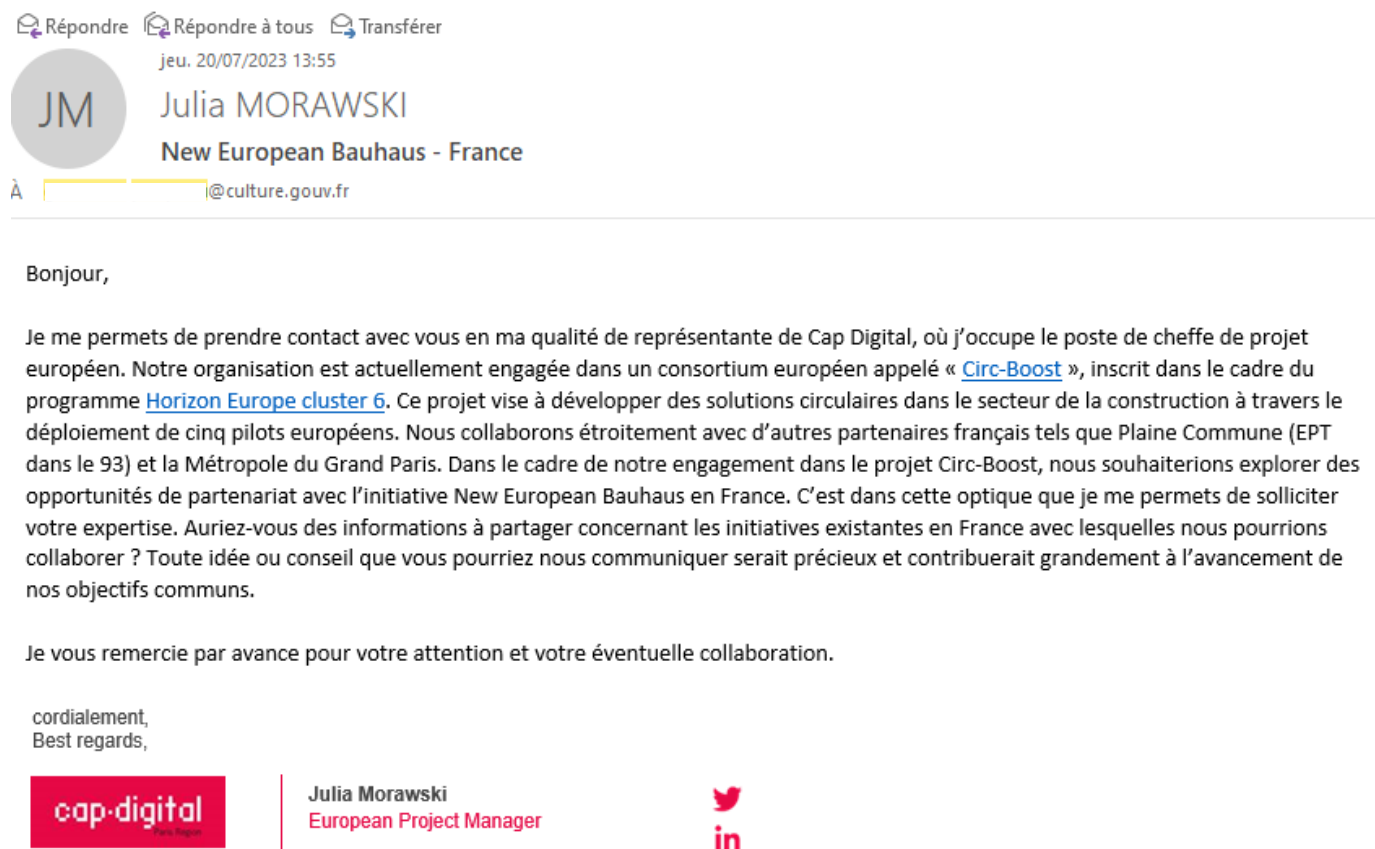 Répondre Répondre à tous Transférer
jeu. 20/07/2023 13:55
JM
Julia MORAWSKI
New European Bauhaus - France
À @culture.gouv.fr
Bonjour,
Je me permets de prendre contact avec vous en ma qualité de représentante de Cap Digital, où j'occupe le poste de cheffe de projet
européen. Notre organisation est actuellement engagée dans un consortium européen appelé « Circ-Boost », inscrit dans le cadre du
programme Horizon Europe cluster 6. Ce projet vise à développer des solutions circulaires dans le secteur de la construction à travers le
déploiement de cinq pilots européens. Nous collaborons étroitement avec d'autres partenaires français tels que Plaine Commune (EPT
dans le 93) et la Métropole du Grand Paris. Dans le cadre de notre engagement dans le projet Circ-Boost, nous souhaiterions explorer des
opportunités de partenariat avec l'initiative New European Bauhaus en France. C'est dans cette optique que je me permets de solliciter
votre expertise. Auriez-vous des informations à partager concernant les initiatives existantes en France avec lesquelles nous pourrions
collaborer ? Toute idée ou conseil que vous pourriez nous communiquer serait précieux et contribuerait grandement à l'avancement de
nos objectifs communs.
Je vous remercie par avance pour votre attention et votre éventuelle collaboration.
cordialement,
Best regards,
cap·digital
Paris Region
Julia Morawski
European Project Manager
in